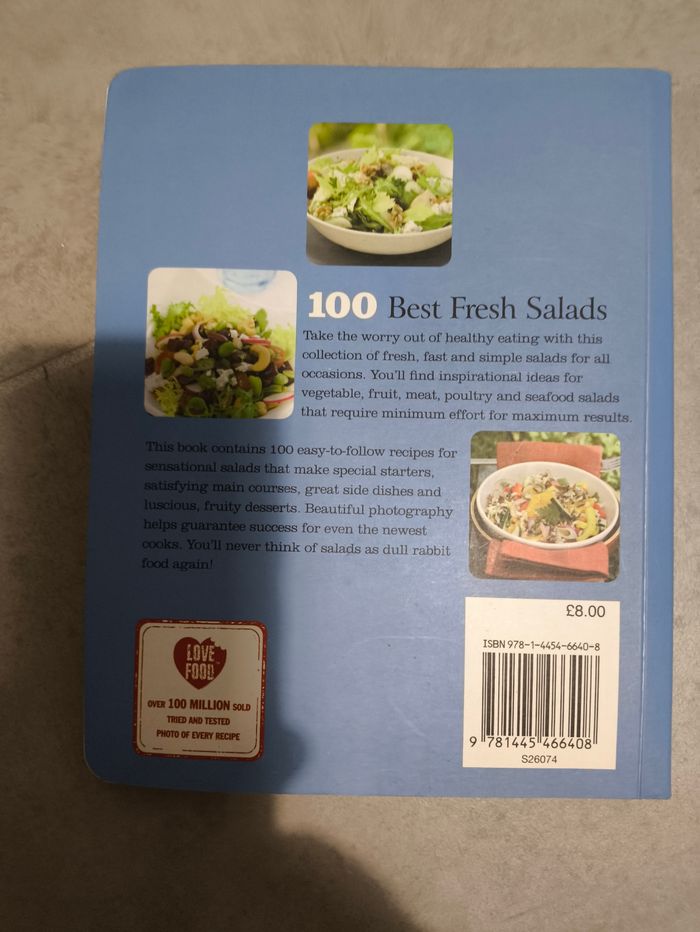 100 Best Fresh Salads
Take the worry out of healthy eating with this
collection of fresh, fast and simple salads for all
occasions. You'll find inspirational ideas for
vegetable, fruit, meat, poultry and seafood salads
that require minimum effort for maximum results.
This book contains 100 easy-to-follow recipes for
sensational salads that make special starters,
satisfying main courses, great side dishes and
luscious, fruity desserts. Beautiful photography
helps guarantee success for even the newest
cooks. You'll never think of salads as dull rabbit
food again!
LOVE
FOOD
OVER 100 MILLION SOLD
TRIED AND TESTED
PHOTO OF EVERY RECIPE
£8.00
ISBN 978-1-4454-6640-8
9 781445 466408
S26074